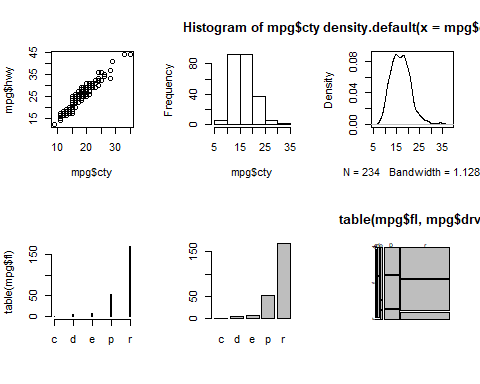 Histogram of mpg$cty density.default(x = mpg$
45
35
25
15
mpg$hwy
10
20
30
mpg$cty
80
40
0
Frequency
5
15
25
35
mpg$cty
0.08
0.04
0.00
Density
5
15
25
35
N = 234 Bandwidth = 1.128
150
50
0
table(mpg$fl)
c d e p r
150
50
0
c d e p r
table(mpg$fl, mpg$drv
p r